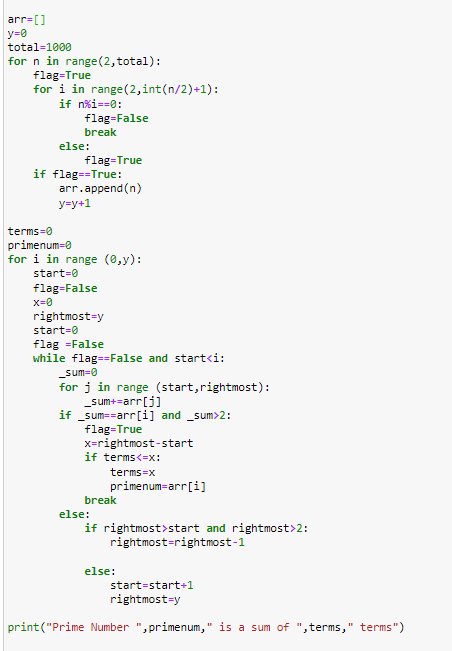 arr=[]
y=0
total=1000
for n in range(2,total):
    flag=True
    for i in range(2,int(n/2)+1):
        if n%i==0:
            flag=False
            break
        else:
            flag=True
    if flag==True:
        arr.append(n)
        y=y+1

terms=0
primenum=0
for i in range (0,y):
    start=0
    flag=False
    x=0
    rightmost=y
    start=0
    flag =False
    while flag==False and start<i:
        _sum=0
        for j in range (start,rightmost):
            _sum+=arr[j]
        if _sum==arr[i] and _sum>2:
            flag=True
            x=rightmost-start
            if terms<=x:
                terms=x
                primenum=arr[i]
            break
        else:
            if rightmost>start and rightmost>2:
                rightmost=rightmost-1

            else:
                start=start+1
                rightmost=y

print("Prime Number ",primenum," is a sum of ",terms," terms")